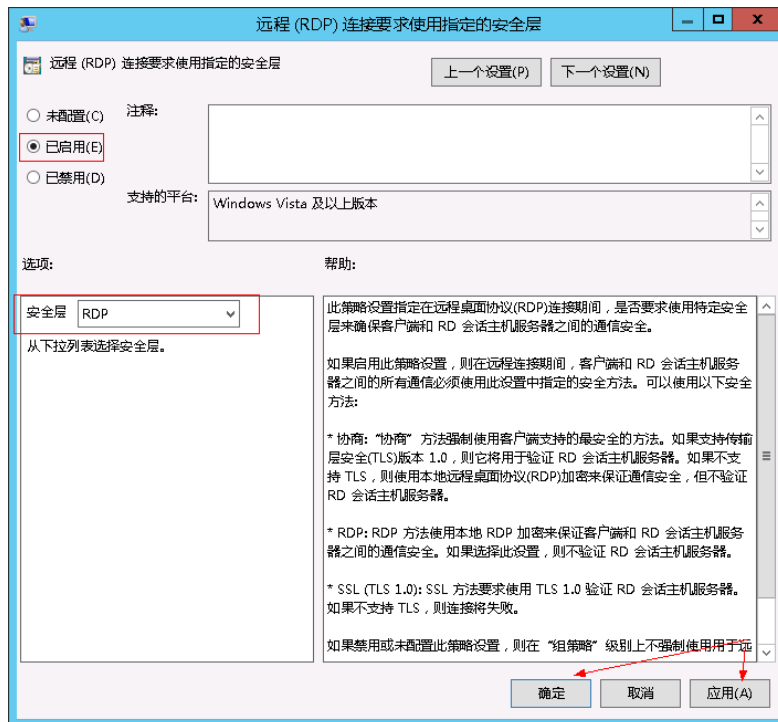 远程 (RDP) 连接要求使用指定的安全层
远程 (RDP) 连接要求使用指定的安全层
上一个设置(P)
下一个设置(N)
未配置(C)
注释:
已启用(E)
已禁用(D)
支持的平台:
Windows Vista 及以上版本
选项:
帮助:
安全层 RDP
从下拉列表选择安全层。
此策略设置指定在远程桌面协议(RDP)连接期间，是否要求使用特定安全
层来确保客户端和 RD 会话主机服务器之间的通信安全。
如果启用此策略设置，则在远程连接期间，客户端和 RD 会话主机服务
器之间的所有通信必须使用此设置中指定的安全方法。可以使用以下安全
方法:
* 协商: “协商”方法强制使用客户端支持的最安全的方法。如果支持传输
层安全(TLS)版本 1.0，则它将用于验证 RD 会话主机服务器。如果不支
持 TLS，则使用本地远程桌面协议(RDP)加密来保证通信安全，但不验证
RD 会话主机服务器。
* RDP: RDP 方法使用本地 RDP 加密来保证客户端和 RD 会话主机服务
器之间的通信安全。如果选择此设置，则不验证 RD 会话主机服务器。
* SSL (TLS 1.0): SSL 方法要求使用 TLS 1.0 验证 RD 会话主机服务器。
如果不支持 TLS，则连接将失败。
如果禁用或未配置此策略设置，则在“组策略”级别上不强制使用用于远
确定
取消
应用(A)